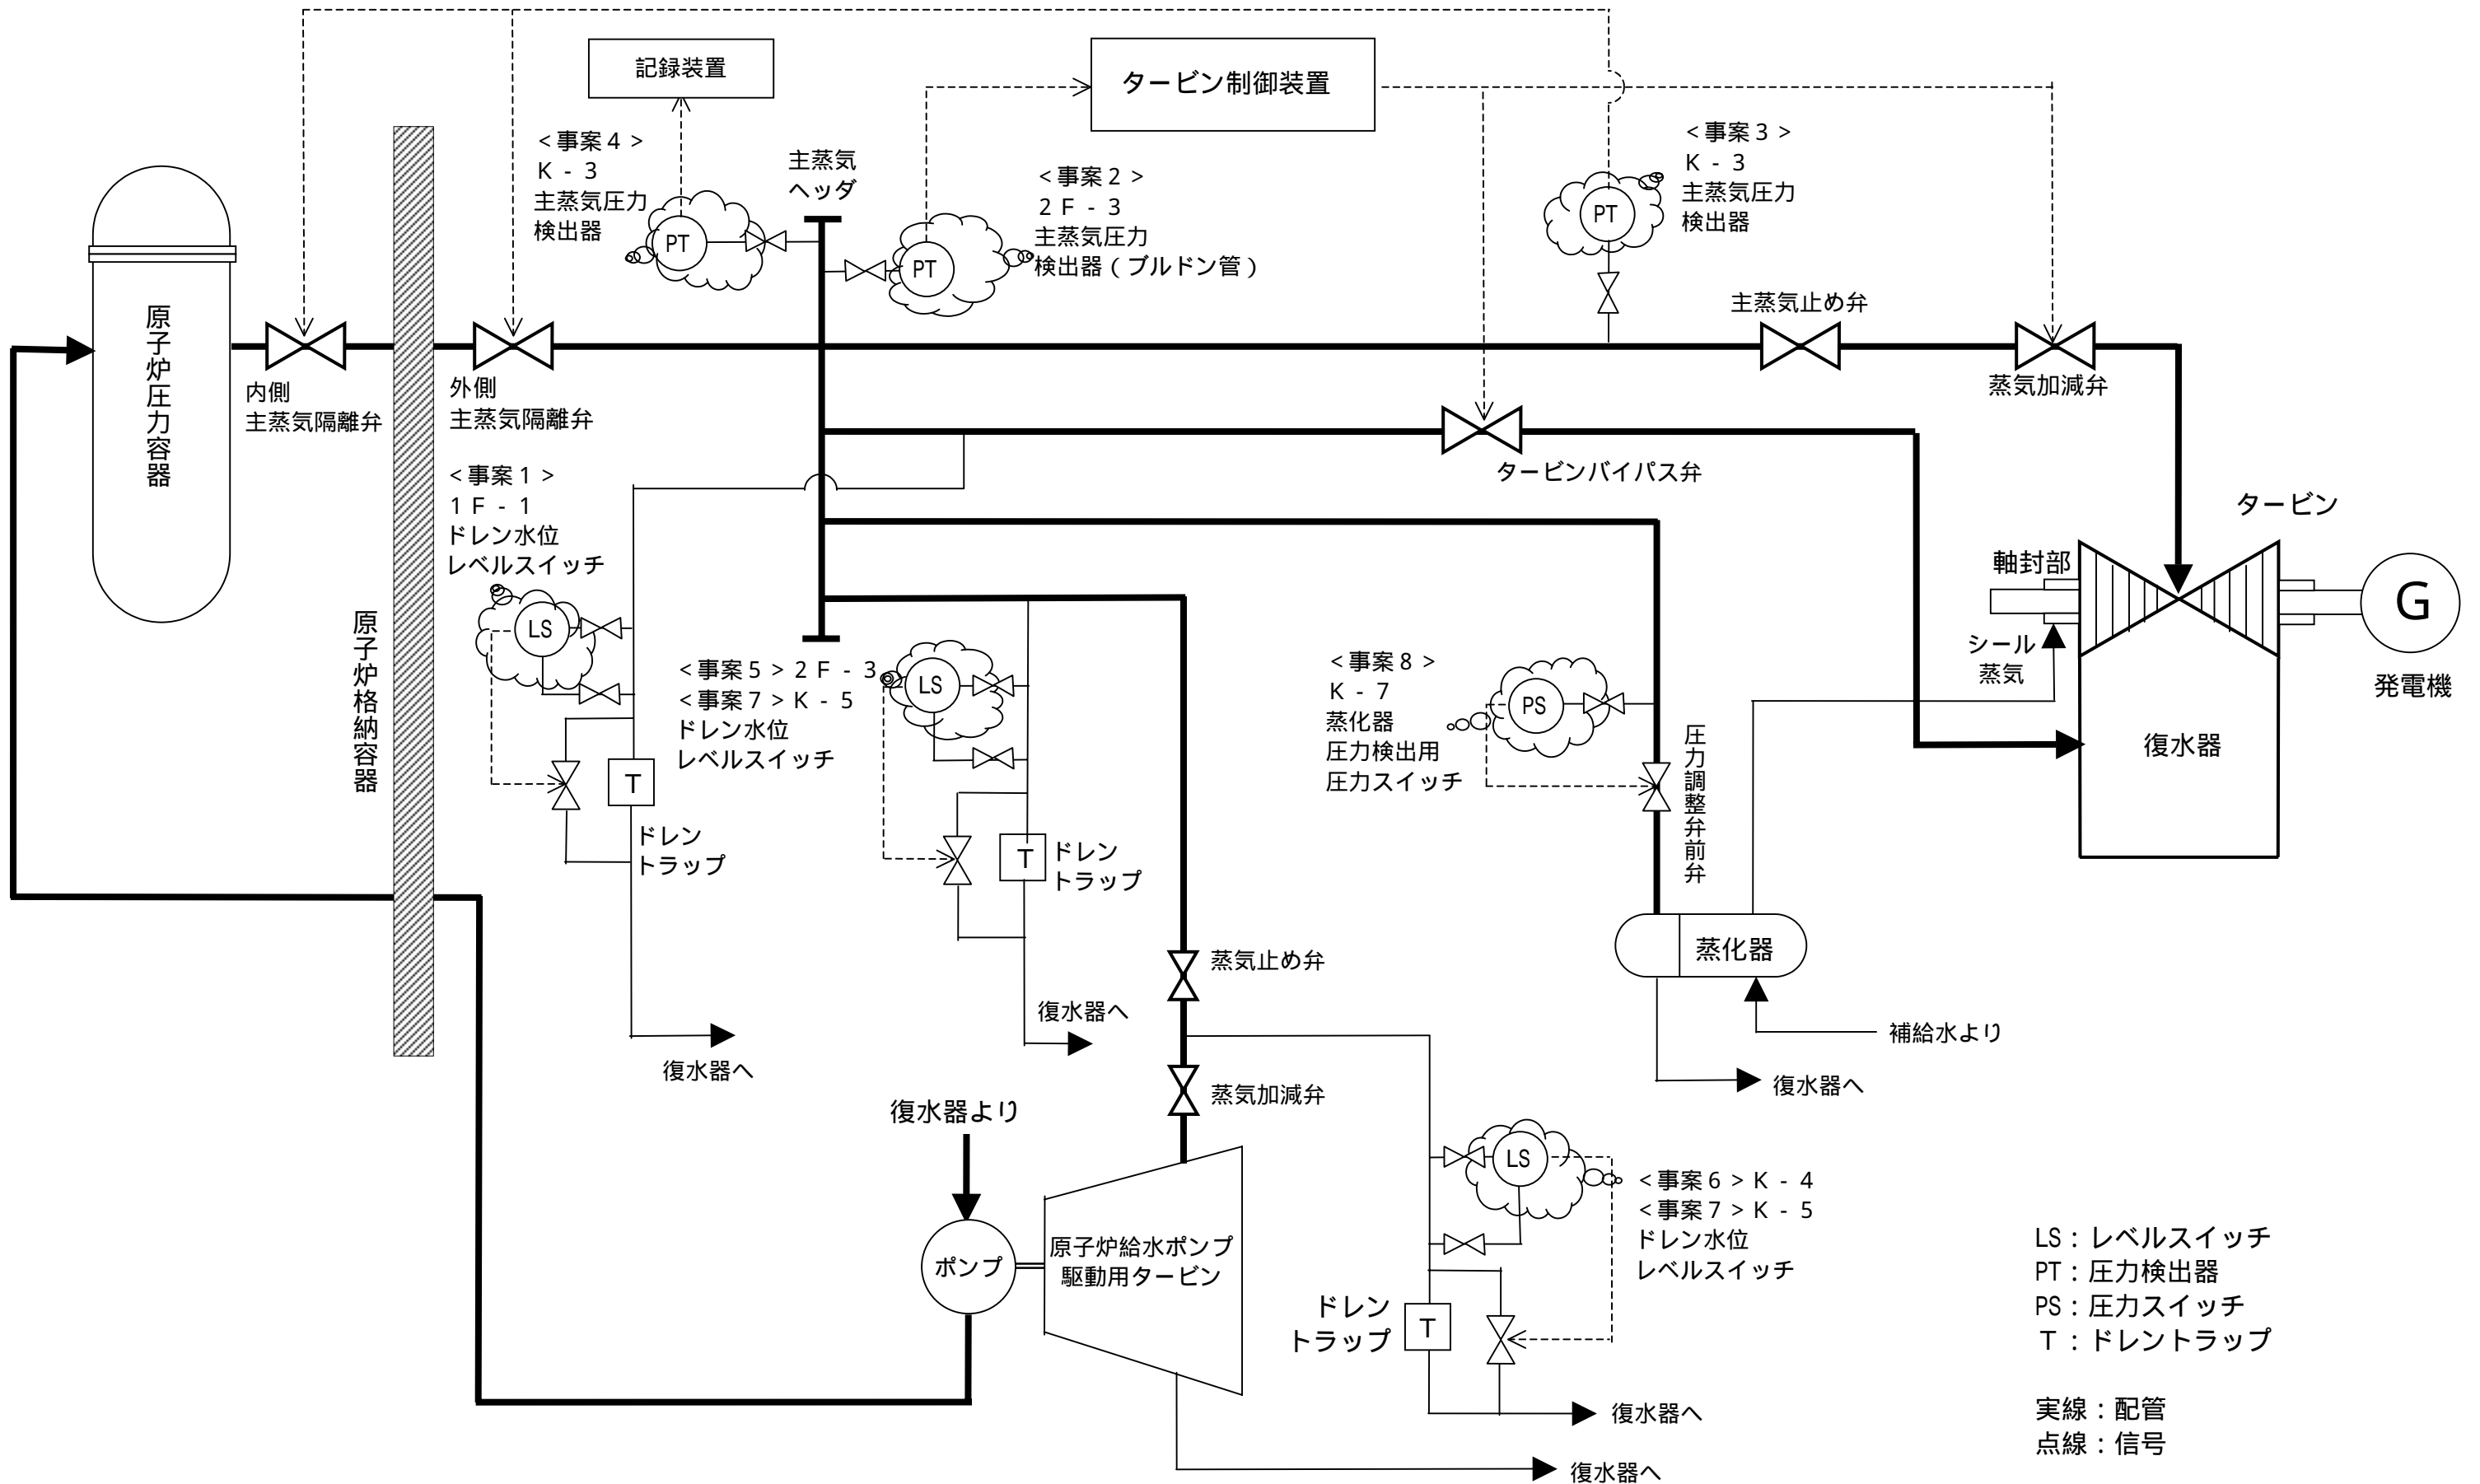 記録装置
タービン制御装置
＜事案４＞
Ｋ－３
主蒸気圧力
検出器
PT
主蒸気
ヘッダ
＜事案２＞
２Ｆ－３
主蒸気圧力
検出器（ブルドン管）
PT
＜事案３＞
Ｋ－３
主蒸気圧力
検出器
PT
主蒸気止め弁
蒸気加減弁
原子炉圧力容器
内側
主蒸気隔離弁
外側
主蒸気隔離弁
タービンバイパス弁
＜事案１＞
１Ｆ－１
ドレン水位
レベルスイッチ
LS
原子炉格納容器
T
ドレン
トラップ
復水器へ
＜事案５＞２Ｆ－３
＜事案７＞Ｋ－５
ドレン水位
レベルスイッチ
LS
T
ドレン
トラップ
復水器へ
＜事案８＞
Ｋ－７
蒸化器
圧力検出用
圧力スイッチ
PS
圧力調整弁前弁
タービン
軸封部
シール
蒸気
G
発電機
復水器
蒸気止め弁
蒸化器
補給水より
復水器へ
蒸気加減弁
復水器より
ポンプ
原子炉給水ポンプ
駆動用タービン
LS
＜事案６＞Ｋ－４
＜事案７＞Ｋ－５
ドレン水位
レベルスイッチ
ドレン
トラップ
T
復水器へ
復水器へ
LS：レベルスイッチ
PT：圧力検出器
PS：圧力スイッチ
T：ドレントラップ
実線：配管
点線：信号